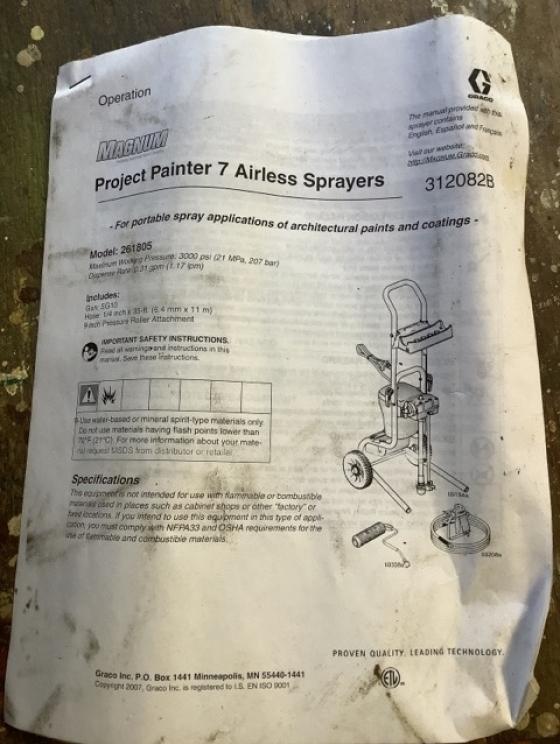 Operation
GRACO
The manual provided with this
sprayer contains
English, Español and Français
Visit our website:
http://Magnum.Graco.com
MAGNUM
Project Painter 7 Airless Sprayers
312082B
- For portable spray applications of architectural paints and coatings -
Model: 261805
Maximum Working Pressure: 3000 psi (21 MPa, 207 bar)
Dispense Rate: 0.31 gpm (1.17 lpm)
Includes:
Gun: SG10
Hose: 1/4 inch x 35-ft. (6.4 mm x 11 m)
9-inch Pressure Roller Attachment
IMPORTANT SAFETY INSTRUCTIONS.
Read all warnings and instructions in this
manual. Save these instructions.
Use water-based or mineral spirit-type materials only.
Do not use materials having flash points lower than
70°F (21°C). For more information about your mate-
rial request MSDS from distributor or retailer.
Specifications
This equipment is not intended for use with flammable or combustible
materials used in places such as cabinet shops or other "factory" or
fixed locations. If you intend to use this equipment in this type of appli-
cation, you must comply with NFPA33 and OSHA requirements for the
use of flammable and combustible materials.
PROVEN QUALITY. LEADING TECHNOLOGY.
Graco Inc. P.O. Box 1441 Minneapolis, MN 55440-1441
Copyright 2007, Graco Inc. is registered to I.S. EN ISO 9001
ETL